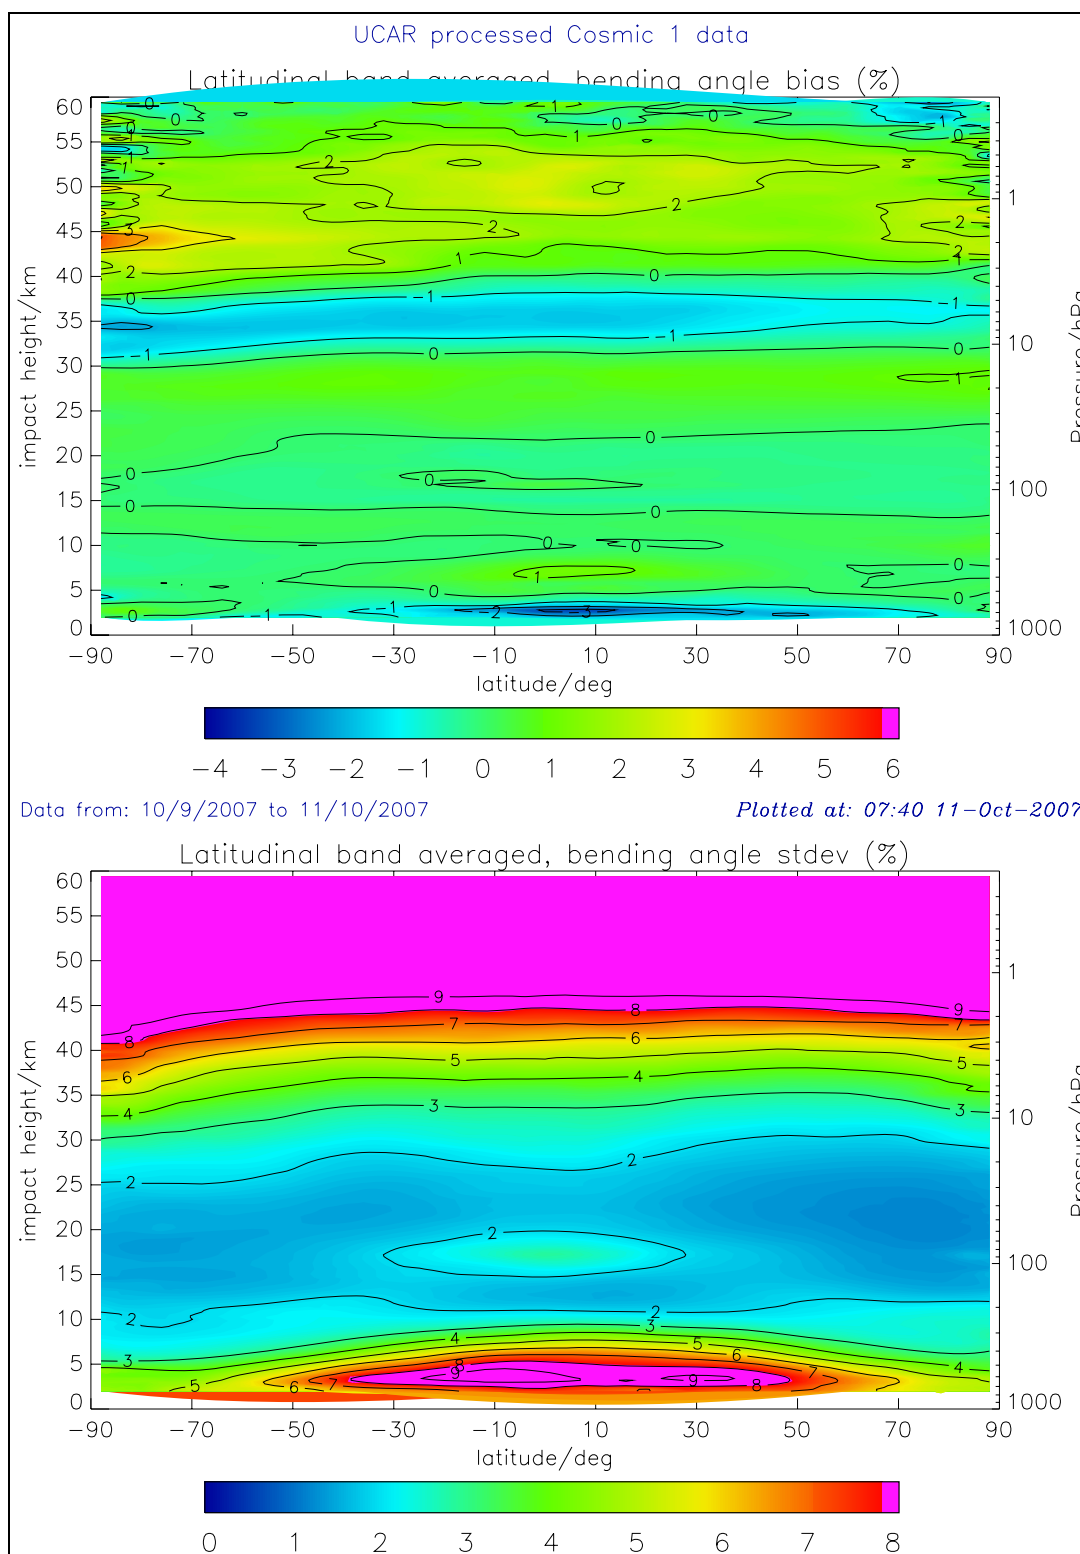 UCAR processed Cosmic 1 data
Latitudinal band averaged, bending angle bias (%)
60
55
50
45
40
35
30
25
20
15
10
5
0
impact height/km
1
10
100
1000
Pressure/hPa
-90 -70 -50 -30 -10 10 30 50 70 90
latitude/deg
-4 -3 -2 -1 0 1 2 3 4 5 6
Data from: 10/9/2007 to 11/10/2007
Plotted at: 07:40 11-Oct-2007
Latitudinal band averaged, bending angle stdev (%)
60
55
50
45
40
35
30
25
20
15
10
5
0
impact height/km
1
10
100
1000
Pressure/hPa
-90 -70 -50 -30 -10 10 30 50 70 90
latitude/deg
0 1 2 3 4 5 6 7 8